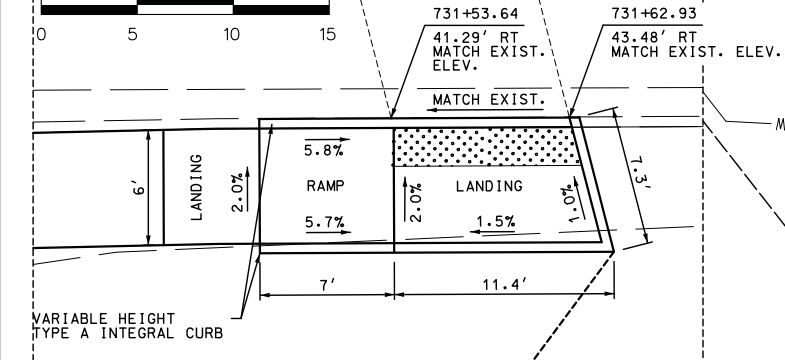 0 5 10 15
731+53.64
41.29' RT
MATCH EXIST.
ELEV.
731+62.93
43.48' RT
MATCH EXIST. ELEV.
MATCH EXIST.
M
5.8%
7.3'
6'
LANDING
2.0%
RAMP
2.0%
LANDING
1.0%
5.7%
1.5%
7'
11.4'
VARIABLE HEIGHT
TYPE A INTEGRAL CURB